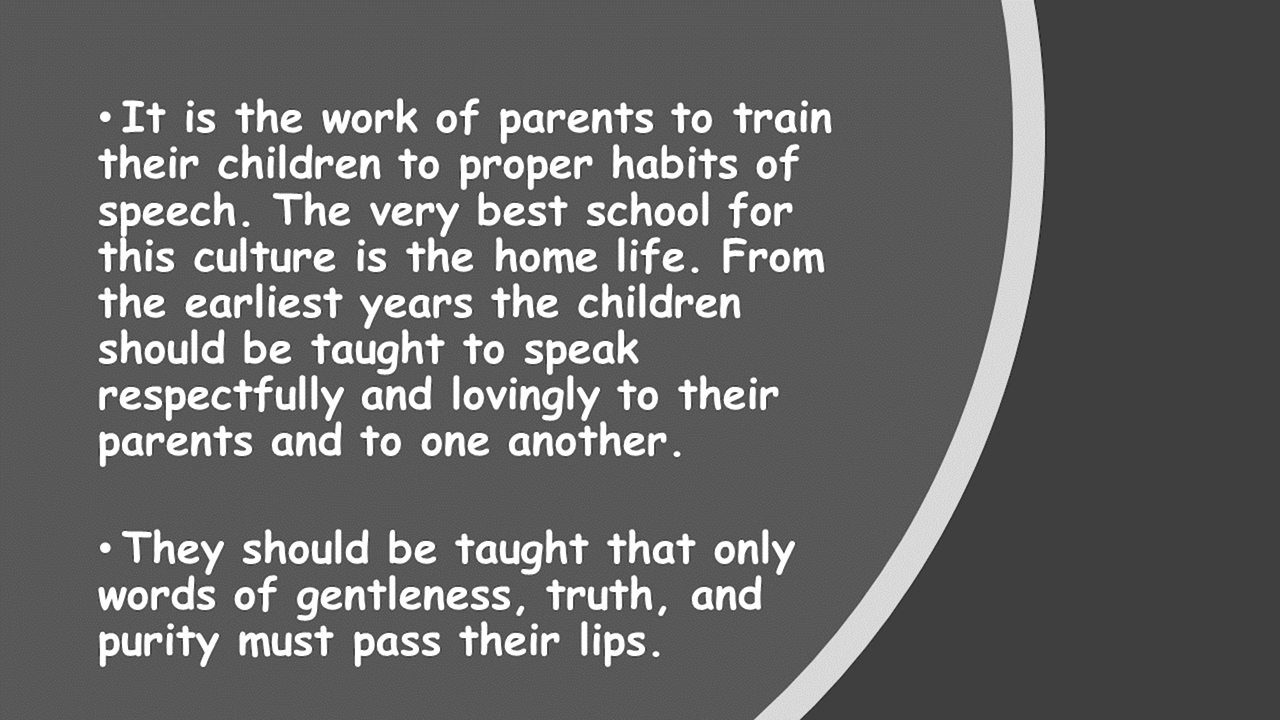 • It is the work of parents to train
their children to proper habits of
speech. The very best school for
this culture is the home life. From
the earliest years the children
should be taught to speak
respectfully and lovingly to their
parents and to one another.
• They should be taught that only
words of gentleness, truth, and
purity must pass their lips.